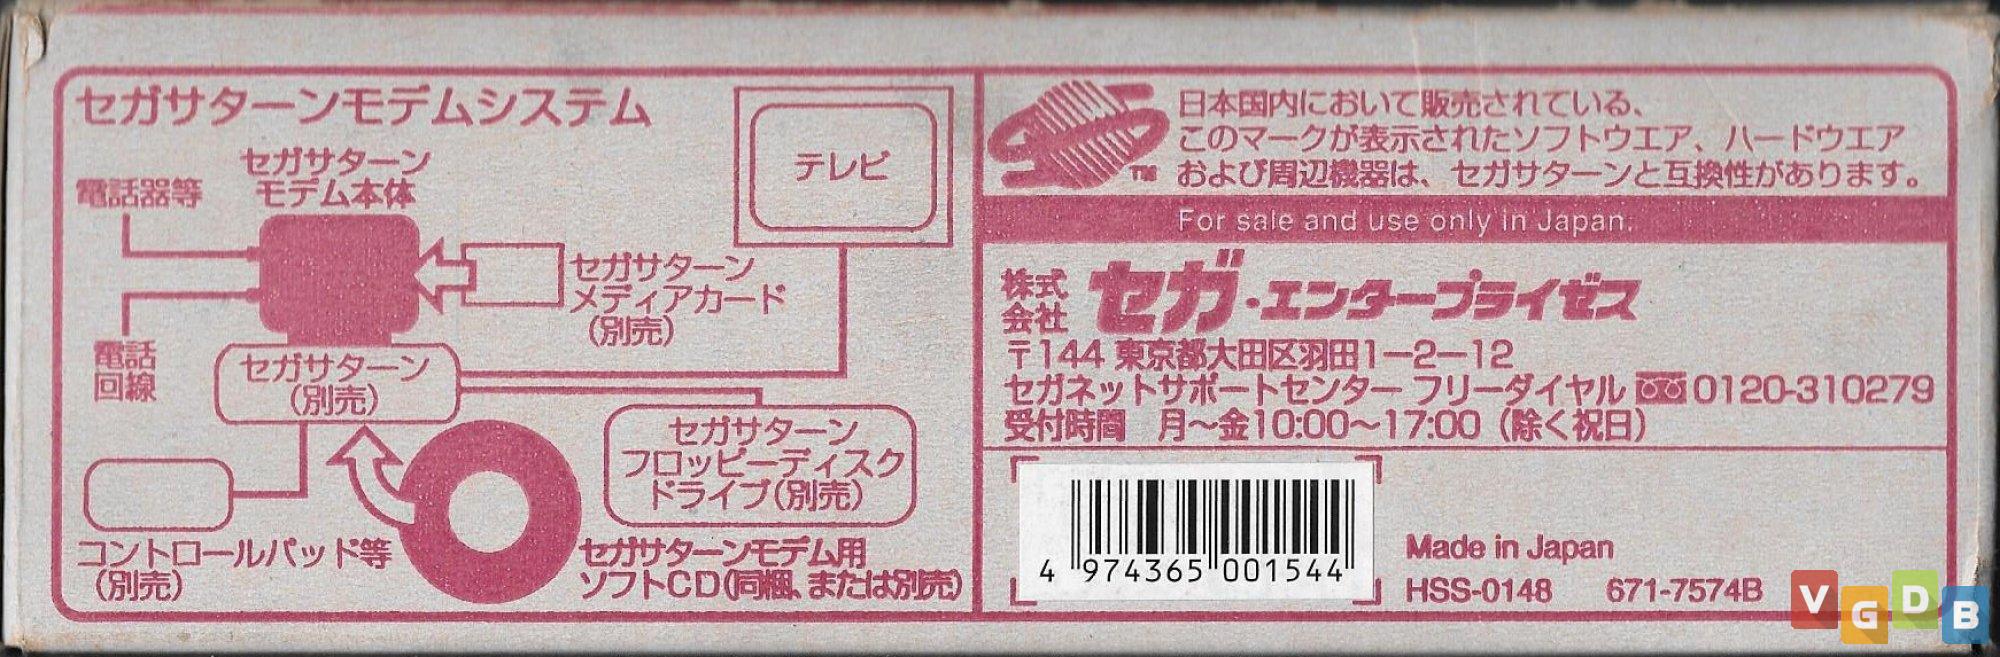 セガサターンモデムシステム
セガサターン
モデム本体
電話器等
テレビ
セガサターン
メディアカード
(別売)
電話
回線
セガサターン
(別売)
セガサターン
フロッピーディスク
ドライブ(別売)
コントロールパッド等
(別売)
セガサターンモデム用
ソフトCD(同梱、または別売)
日本国内において販売されている、
このマークが表示されたソフトウエア、ハードウエア
および周辺機器は、セガサターンと互換性があります。
TM
For sale and use only in Japan.
株式会社 セガ・エンタープライゼス
〒144 東京都大田区羽田1−2−12
セガネットサポートセンター フリーダイヤル 0120-310279
受付時間 月〜金10:00〜17:00 (除く祝日)
4 974365 001544
Made in Japan
HSS-0148 671-7574B
VGDB